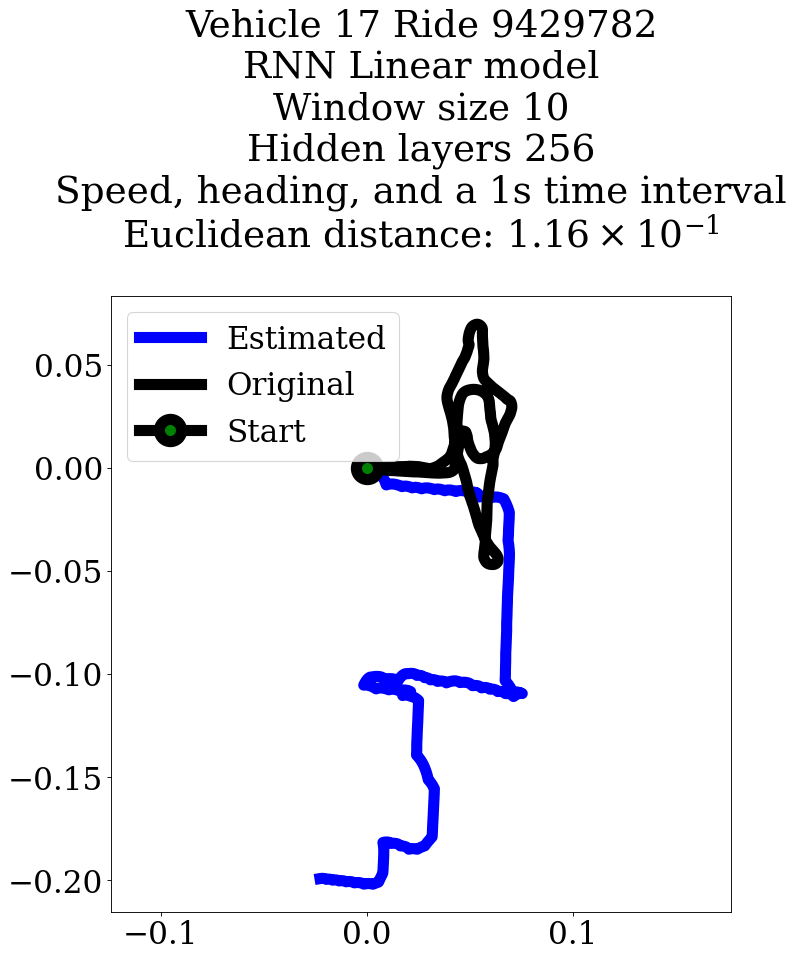 Vehicle 17 Ride 9429782
RNN Linear model
Window size 10
Hidden layers 256
Speed, heading, and a 1s time interval
Euclidean distance: 1.16 × 10⁻¹
Estimated
Original
Start
0.05
0.00
−0.05
−0.10
−0.15
−0.20
−0.1 0.0 0.1